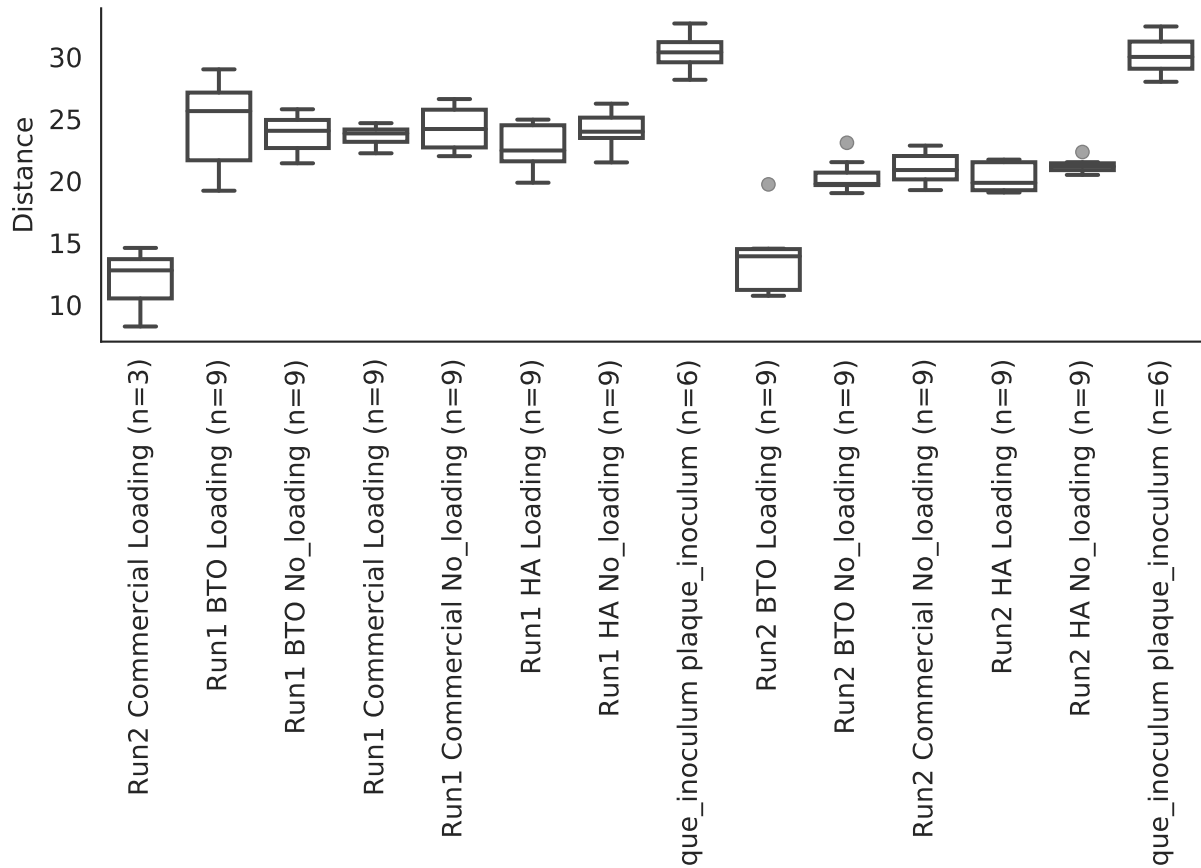 Distance
30
25
20
15
10
Run2 Commercial Loading (n=3)
Run1 BTO Loading (n=9)
Run1 BTO No_loading (n=9)
Run1 Commercial Loading (n=9)
Run1 Commercial No_loading (n=9)
Run1 HA Loading (n=9)
Run1 HA No_loading (n=9)
que_inoculum plaque_inoculum (n=6)
Run2 BTO Loading (n=9)
Run2 BTO No_loading (n=9)
Run2 Commercial No_loading (n=9)
Run2 HA Loading (n=9)
Run2 HA No_loading (n=9)
que_inoculum plaque_inoculum (n=6)